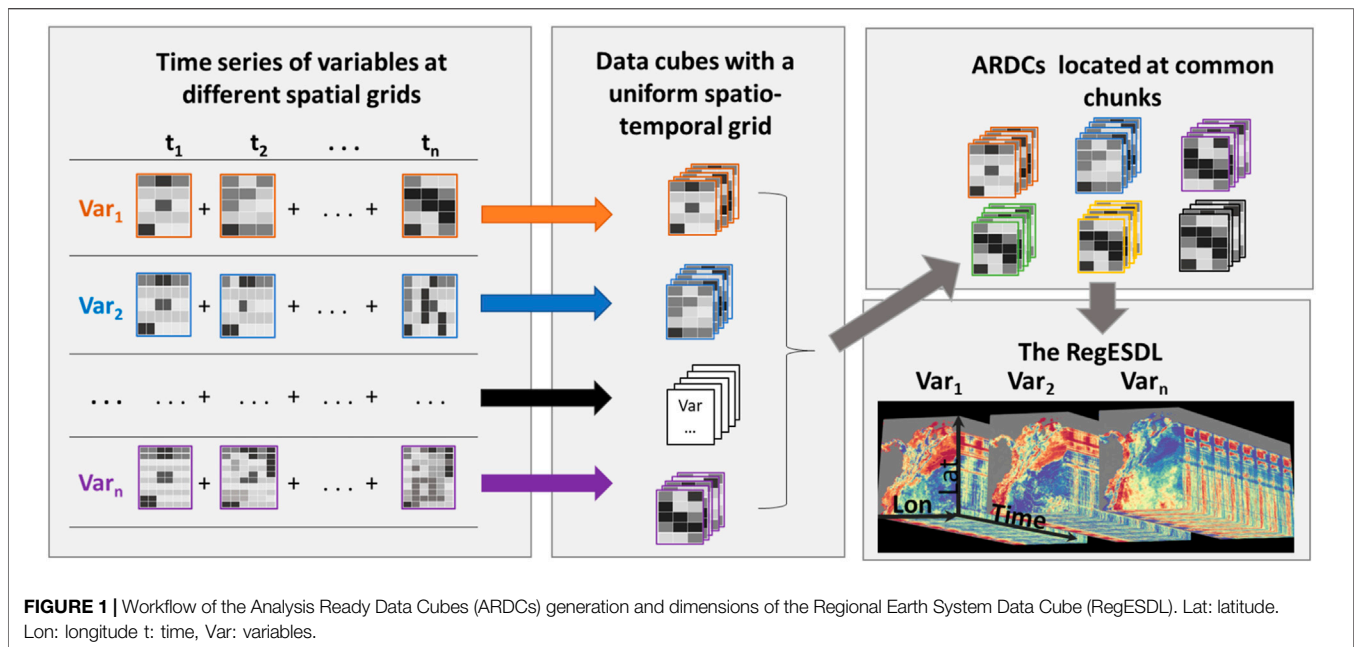 Time series of variables at
different spatial grids
t1 t2 ... tn
Var1 + + ... +
Var2 + + ... +
... ... + ... + ... + ...
Varn + + ... +
Data cubes with a
uniform spatio-
temporal grid
Var
...
ARDCs located at common
chunks
The RegESDL
Var1 Var2 Varn
Lat
Lon
Time
FIGURE 1 | Workflow of the Analysis Ready Data Cubes (ARDCs) generation and dimensions of the Regional Earth System Data Cube (RegESDL). Lat: latitude.
Lon: longitude t: time, Var: variables.